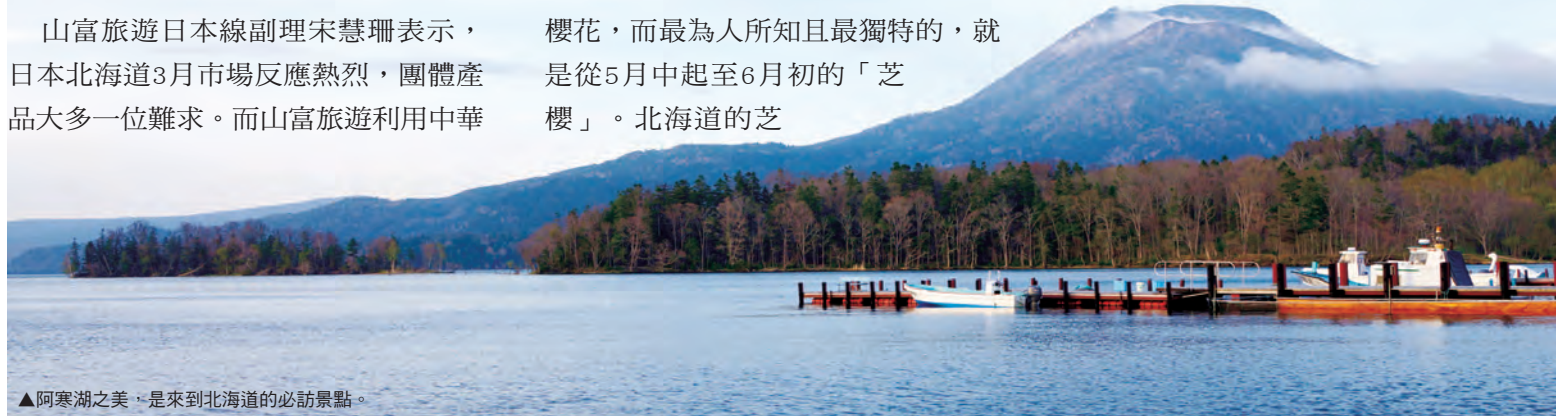 山富旅遊日本線副理宋慧珊表示，
日本北海道3月市場反應熱烈，團體產
品大多一位難求。而山富旅遊利用中華
櫻花，而最為人所知且最獨特的，就
是從5月中起至6月初的「芝
櫻」。北海道的芝
▲阿寒湖之美，是來到北海道的必訪景點。